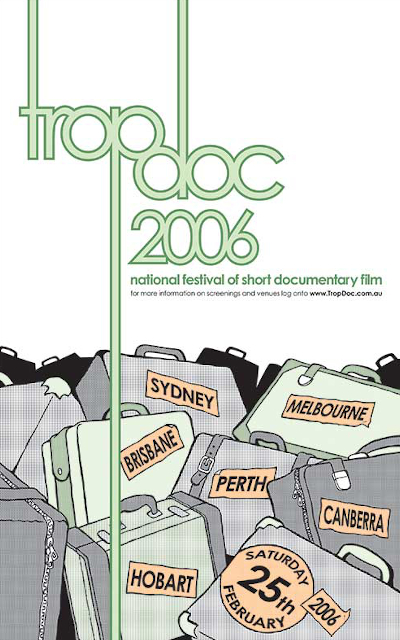 trop
doc
2006
national festival of short documentary film
for more information on screenings and venues log onto www.TropDoc.com.au
SYDNEY
MELBOURNE
BRISBANE
PERTH
CANBERRA
HOBART
SATURDAY
25th
FEBRUARY
2006